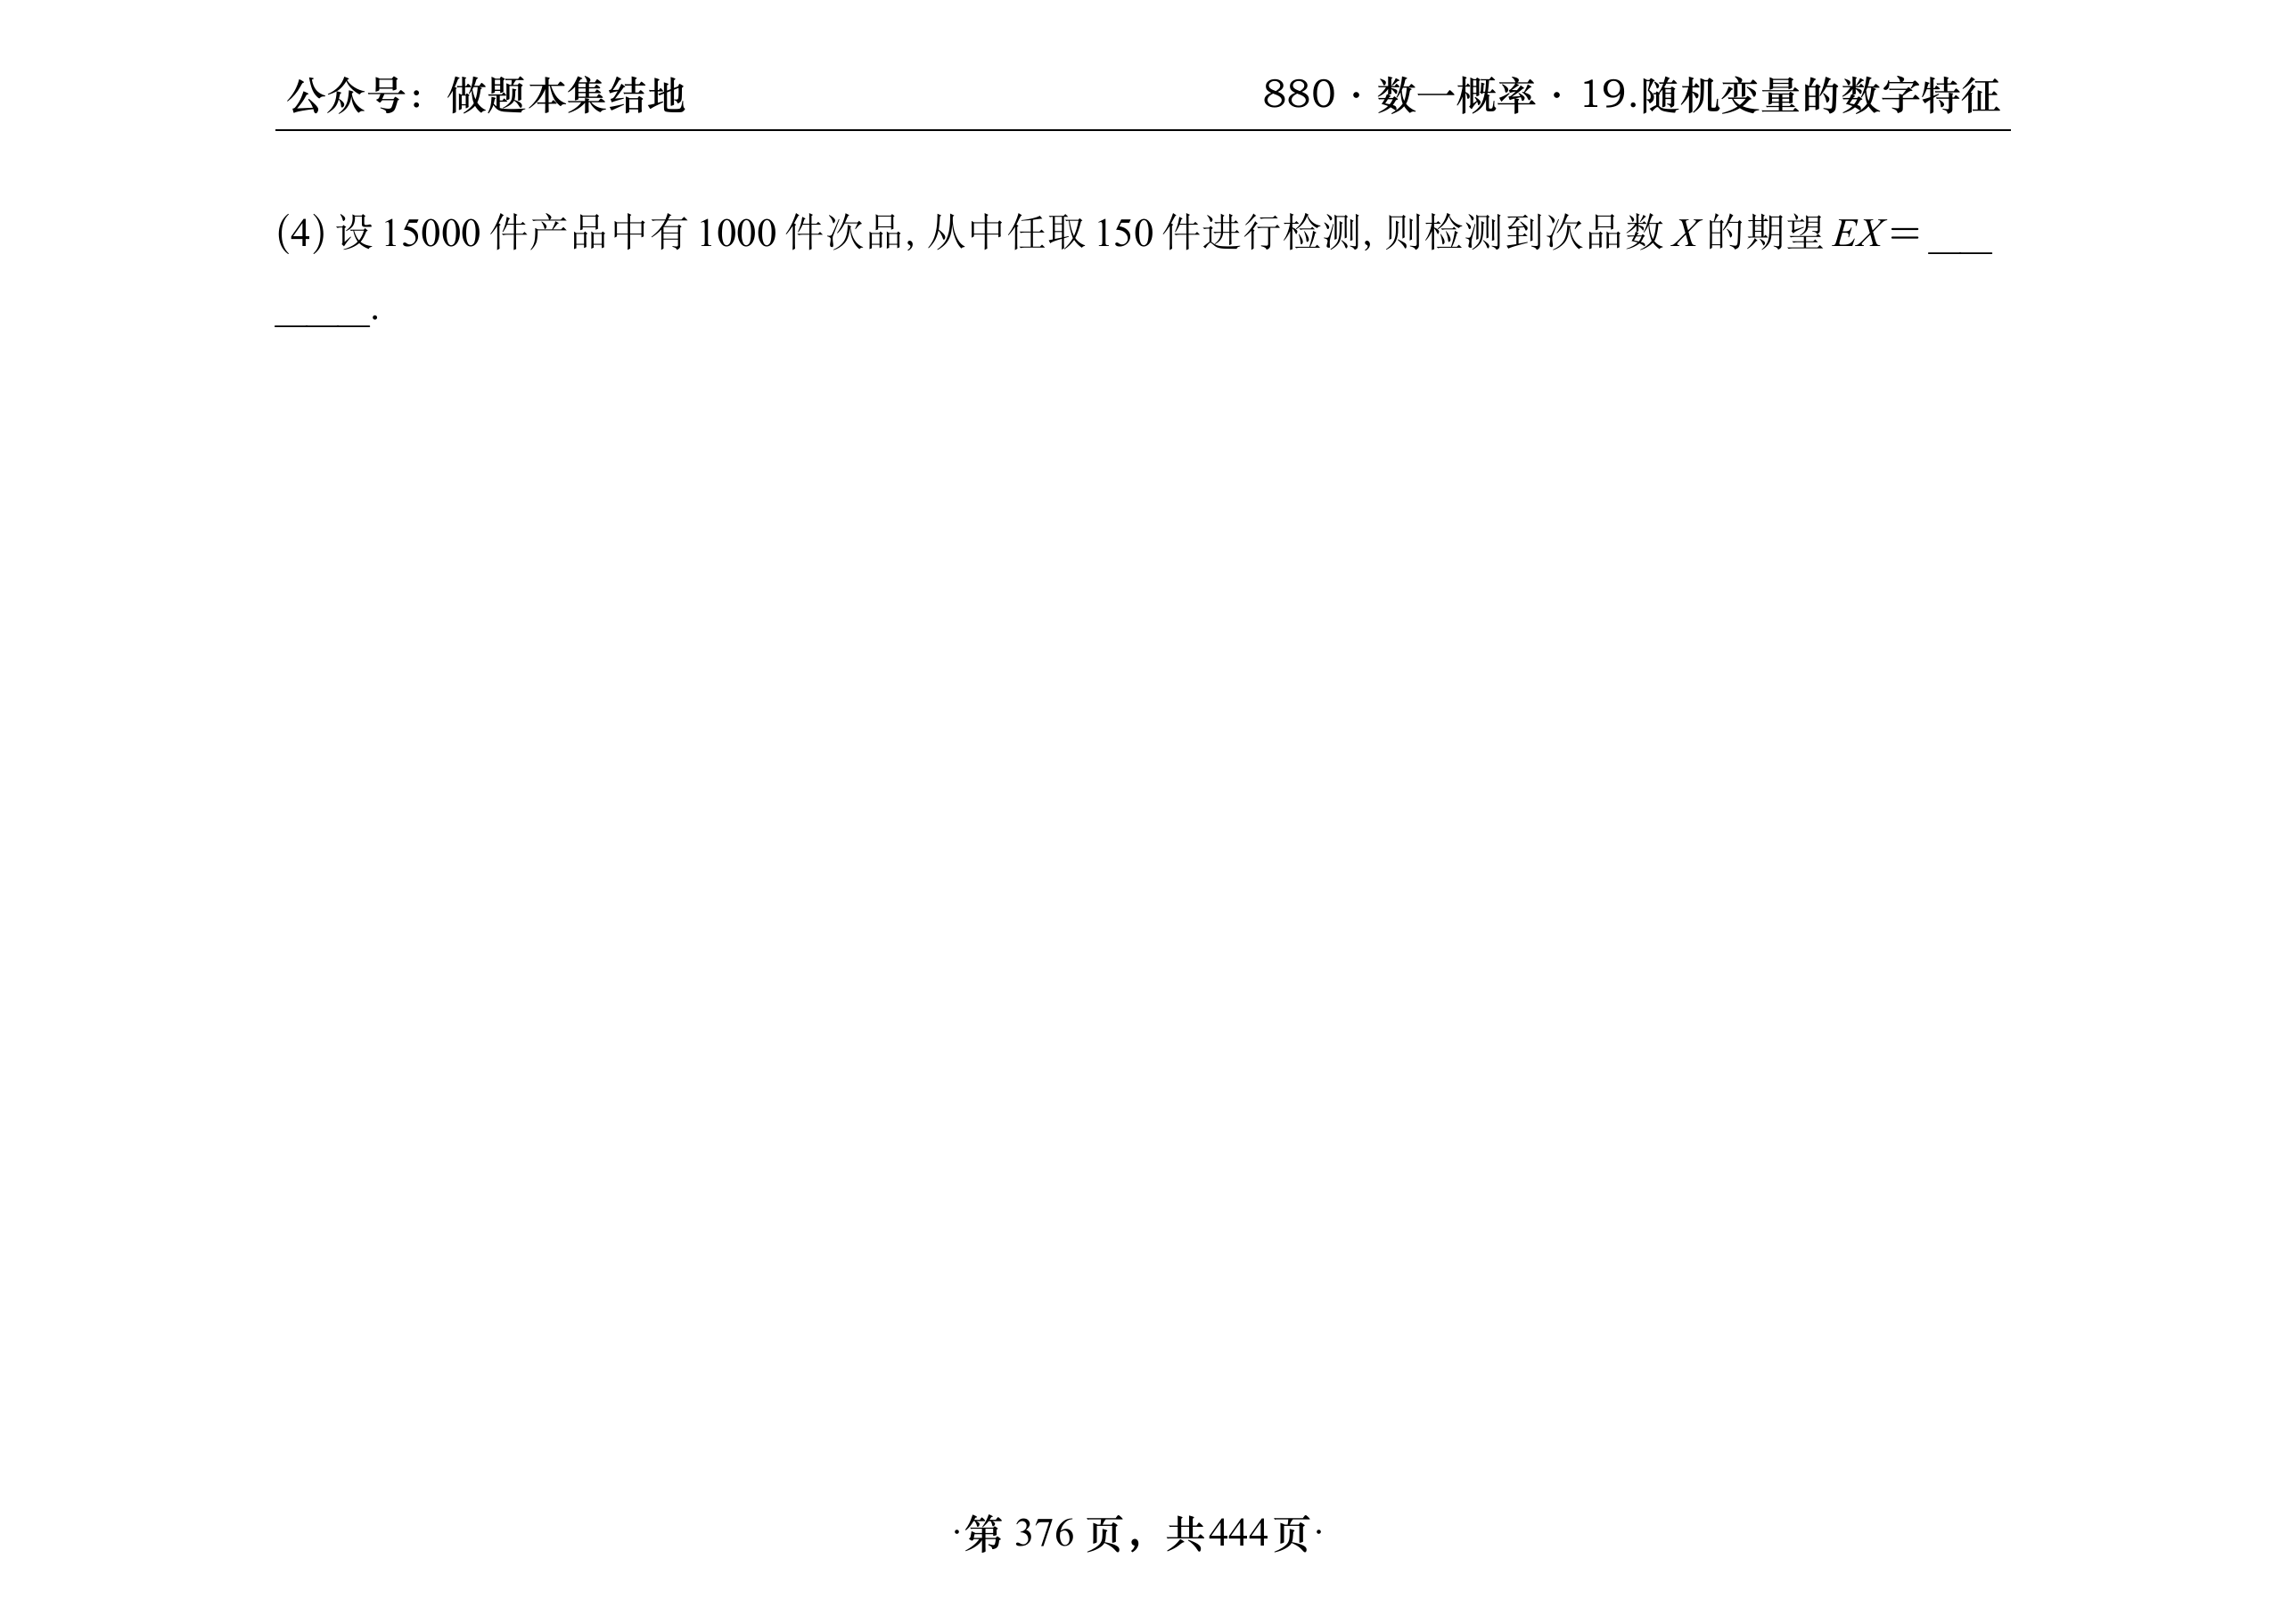 公众号：做题本集结地 880·数一概率·19.随机变量的数字特征
(4) 设 15000 件产品中有 1000 件次品, 从中任取 150 件进行检测, 则检测到次品数 X 的期望 EX＝____
______.
·第 376 页，共444页·